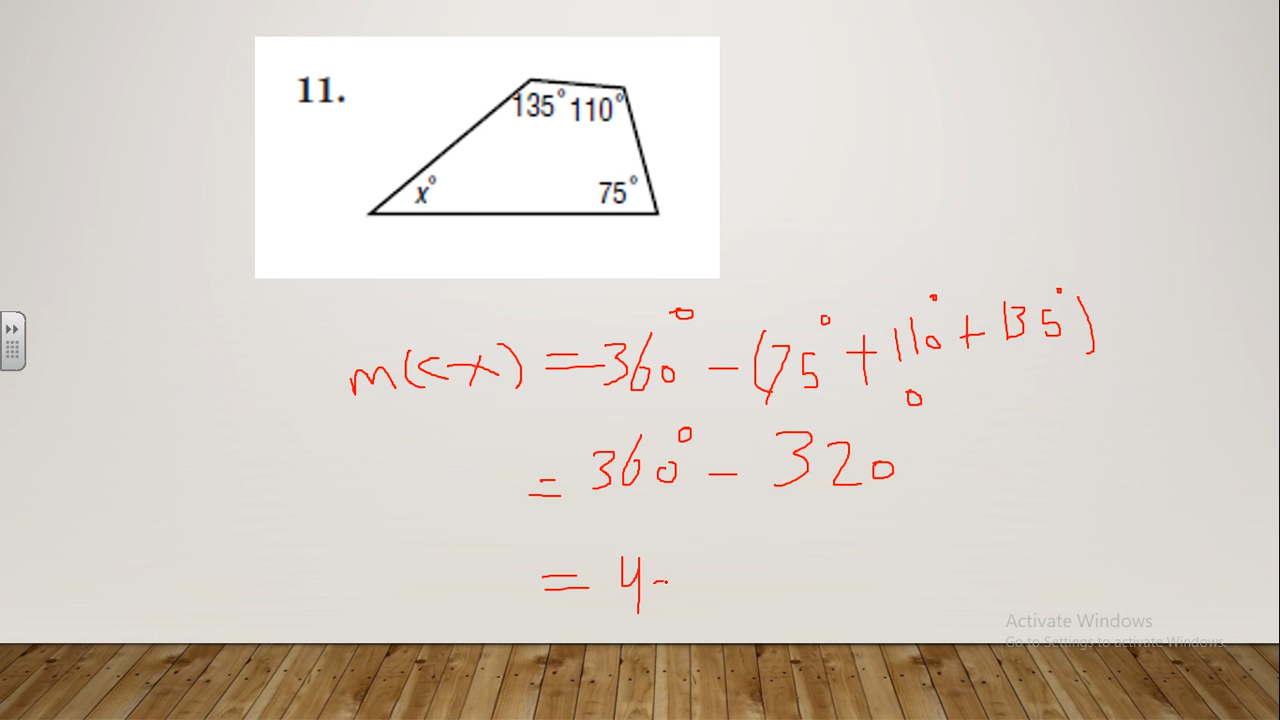 11.
135° 110°
x° 75°
m(<x) = 360° - (75° + 110° + 135°)
= 360° - 320°
= 4-
Activate Windows
Go to Settings to activate Windows.